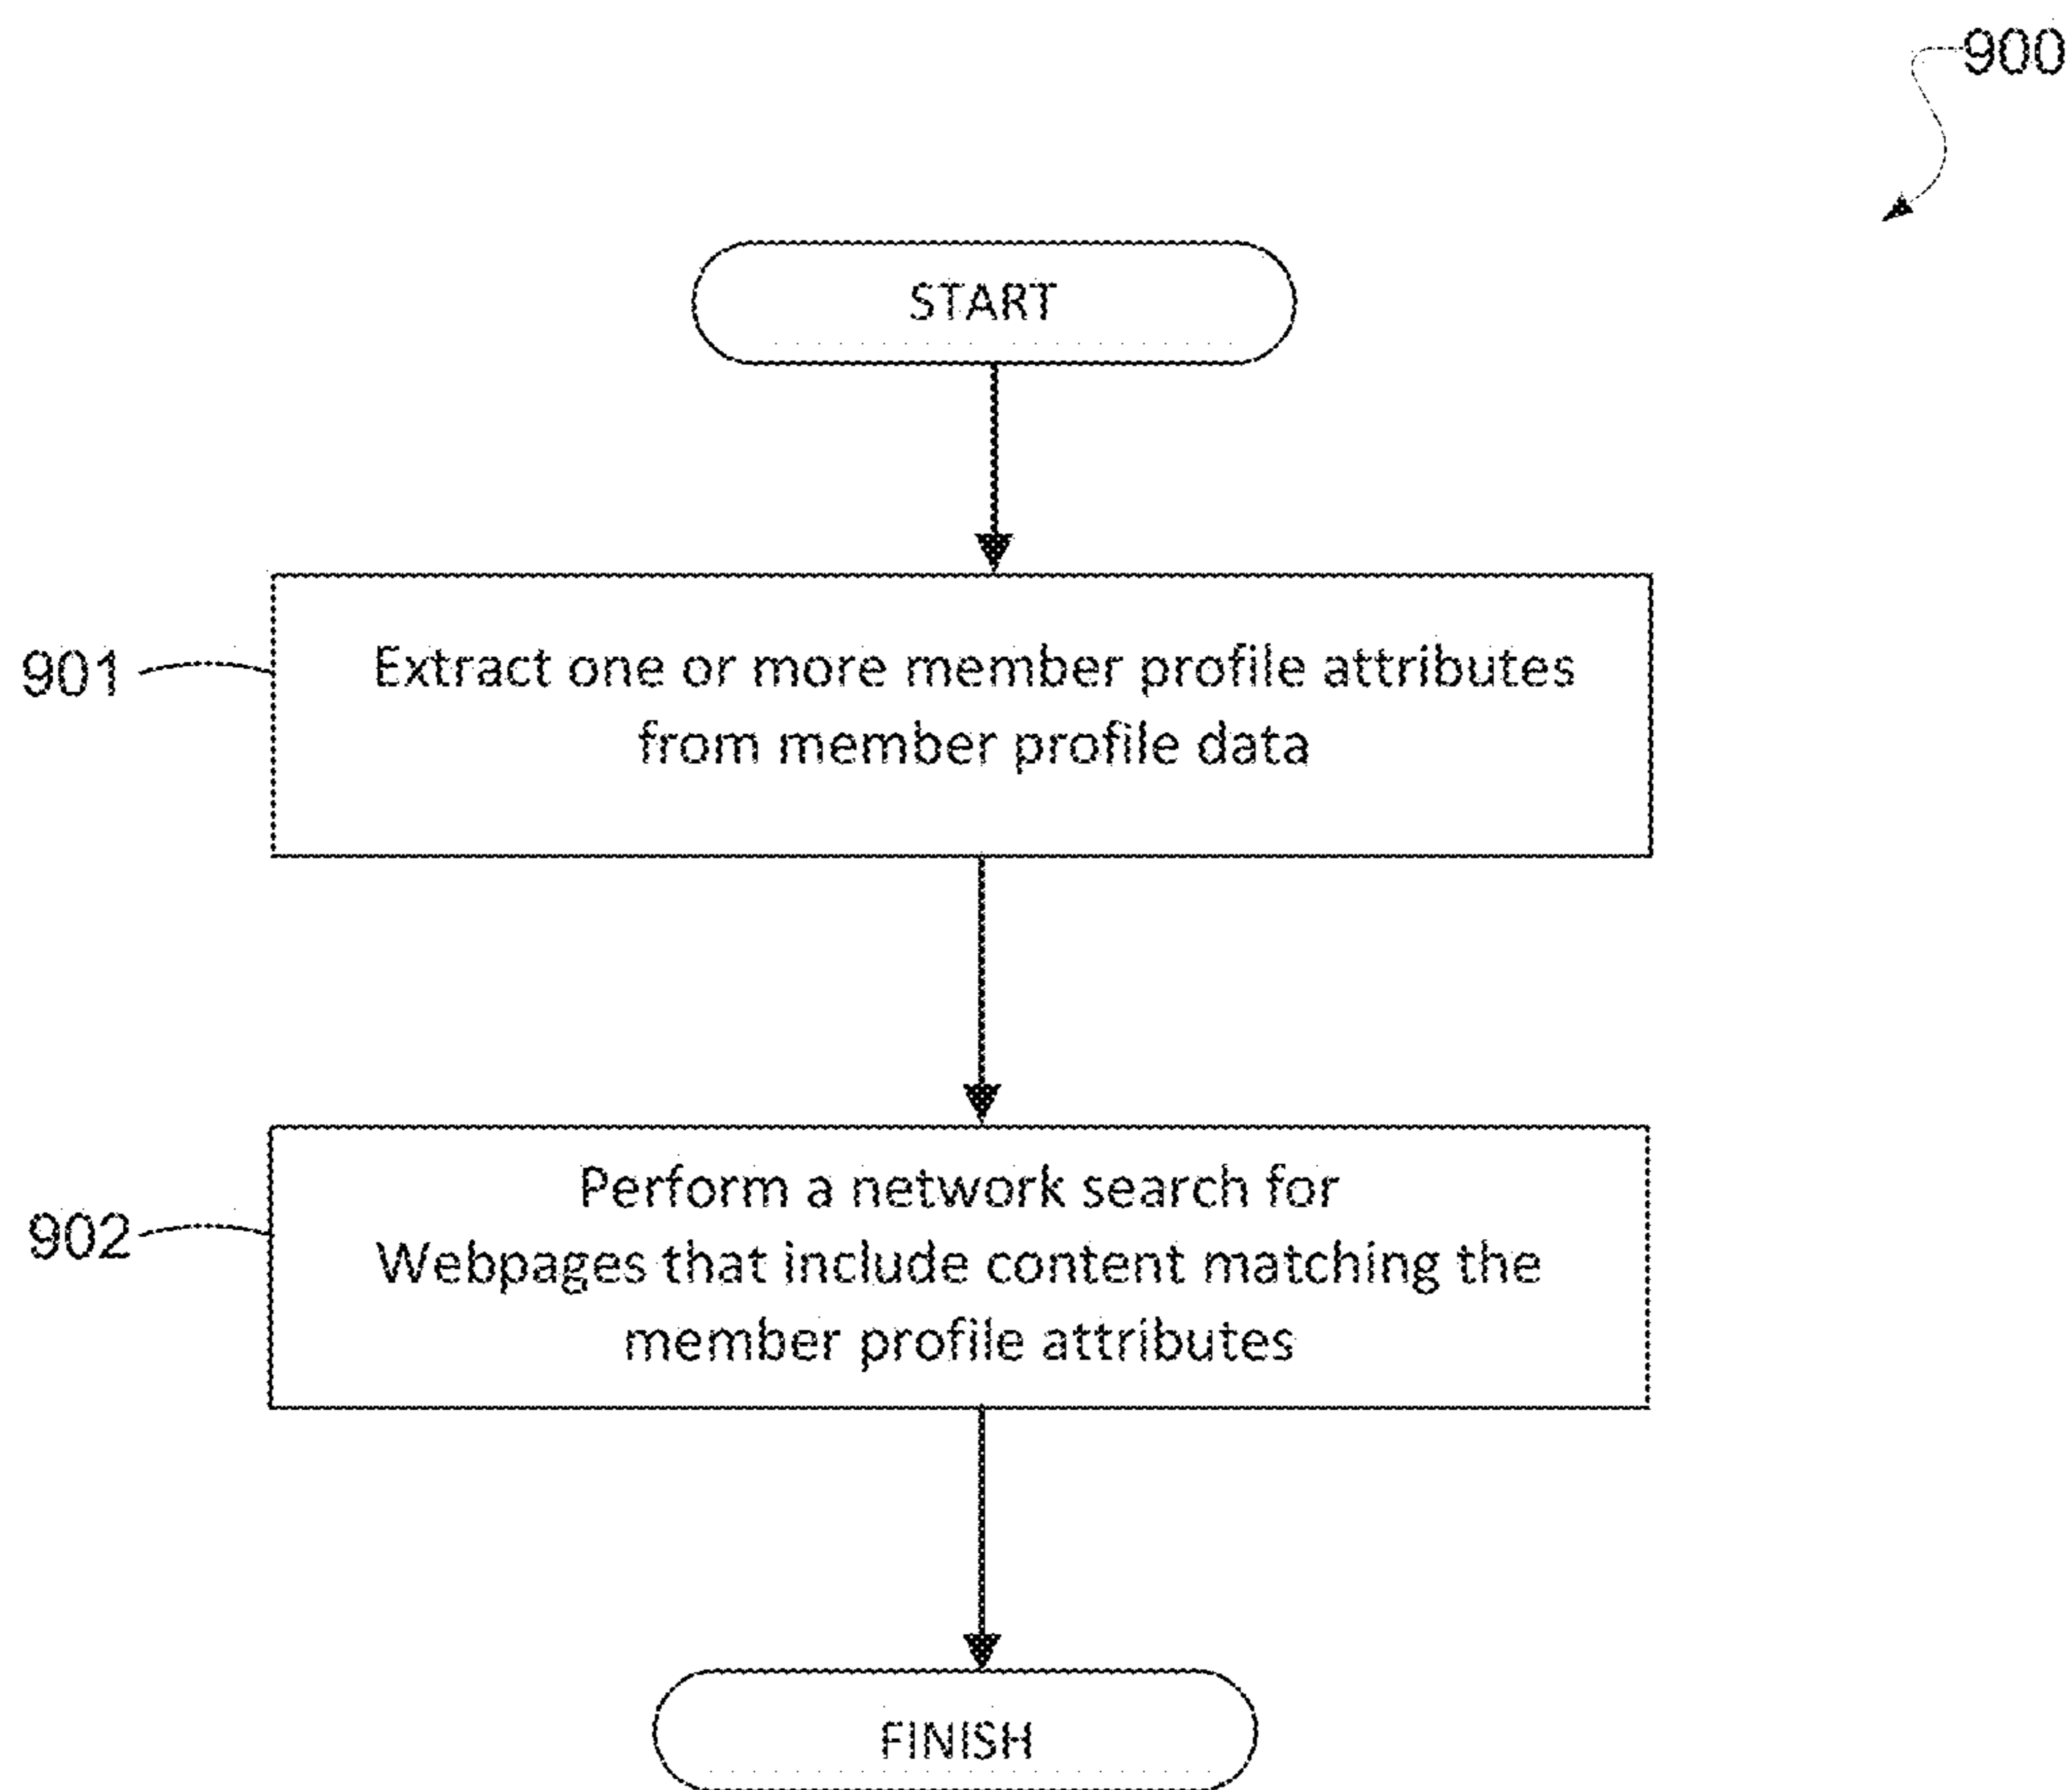 900
START
901
Extract one or more member profile attributes
from member profile data
902
Perform a network search for
Webpages that include content matching the
member profile attributes
FINISH